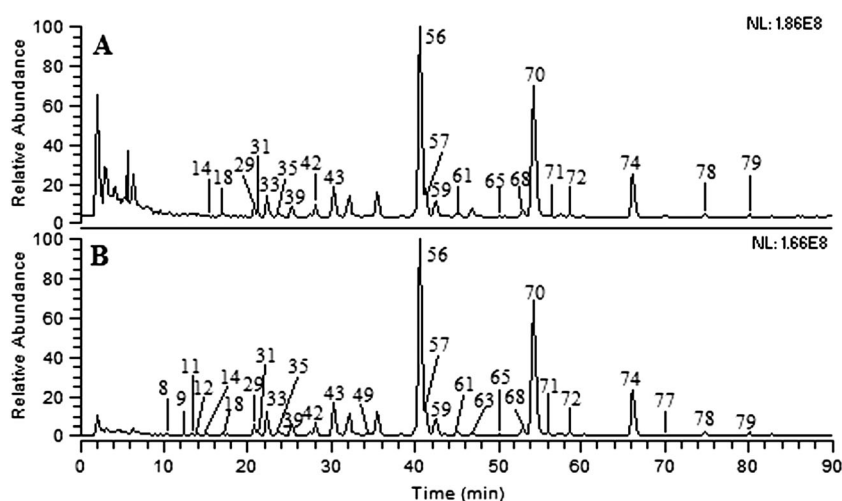 NL: 1.86E8
A
Relative Abundance
100
80
60
40
20
0
14 18 29 31 33 35 39 42 43 56 57 59 61 65 68 70 71 72 74 78 79
NL: 1.66E8
B
Relative Abundance
100
80
60
40
20
0
8 9 11 12 14 18 29 31 33 35 39 42 43 49 56 57 59 61 63 65 68 70 71 72 74 77 78 79
0 10 20 30 40 50 60 70 80 90
Time (min)